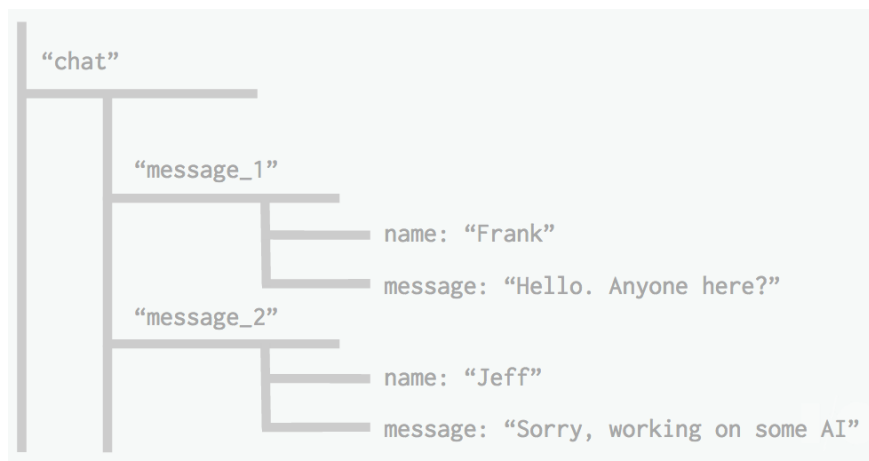 “chat”
“message_1”
name: “Frank”
message: “Hello. Anyone here?”
“message_2”
name: “Jeff”
message: “Sorry, working on some AI”